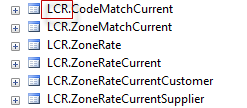 LCR.CodeMatchCurrent
LCR.ZoneMatchCurrent
LCR.ZoneRate
LCR.ZoneRateCurrent
LCR.ZoneRateCurrentCustomer
LCR.ZoneRateCurrentSupplier